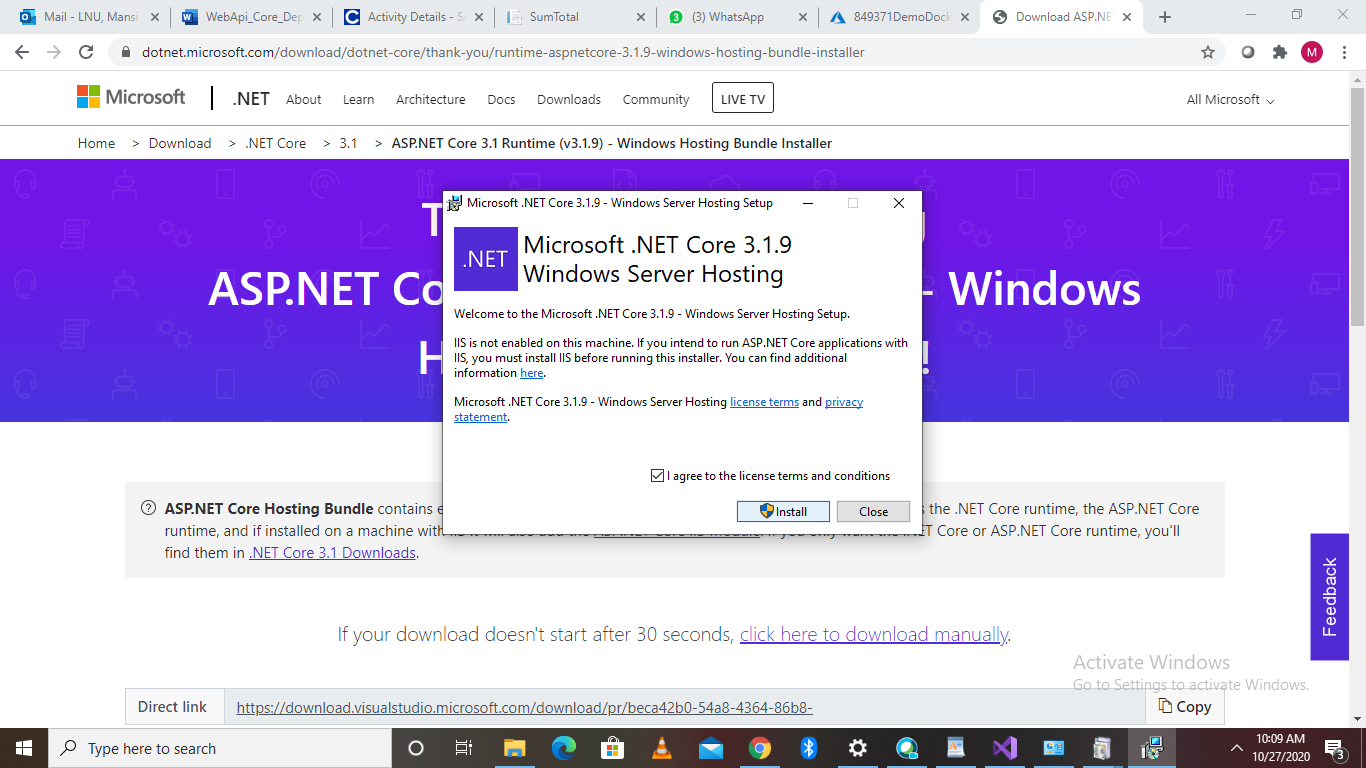 Mail - LNU, Mansi
WebApi_Core_Dep
Activity Details - S
SumTotal
(3) WhatsApp
849371DemoDock
Download ASP.NE
dotnet.microsoft.com/download/dotnet-core/thank-you/runtime-aspnetcore-3.1.9-windows-hosting-bundle-installer
M
Microsoft
.NET
About
Learn
Architecture
Docs
Downloads
Community
LIVE TV
All Microsoft
Home > Download > .NET Core > 3.1 > ASP.NET Core 3.1 Runtime (v3.1.9) - Windows Hosting Bundle Installer
ASP.NET Co
- Windows
H
!
Microsoft .NET Core 3.1.9 - Windows Server Hosting Setup
.NET
Microsoft .NET Core 3.1.9
Windows Server Hosting
Welcome to the Microsoft .NET Core 3.1.9 - Windows Server Hosting Setup.
IIS is not enabled on this machine. If you intend to run ASP.NET Core applications with
IIS, you must install IIS before running this installer. You can find additional
information here.
Microsoft .NET Core 3.1.9 - Windows Server Hosting license terms and privacy
statement.
I agree to the license terms and conditions
Install
Close
ASP.NET Core Hosting Bundle contains e
s the .NET Core runtime, the ASP.NET Core
runtime, and if installed on a machine with
NET Core or ASP.NET Core runtime, you'll
find them in .NET Core 3.1 Downloads.
Feedback
If your download doesn't start after 30 seconds, click here to download manually.
Activate Windows
Go to Settings to activate Windows.
Direct link
https://download.visualstudio.microsoft.com/download/pr/beca42b0-54a8-4364-86b8-
Copy
Type here to search
10:09 AM
10/27/2020
3